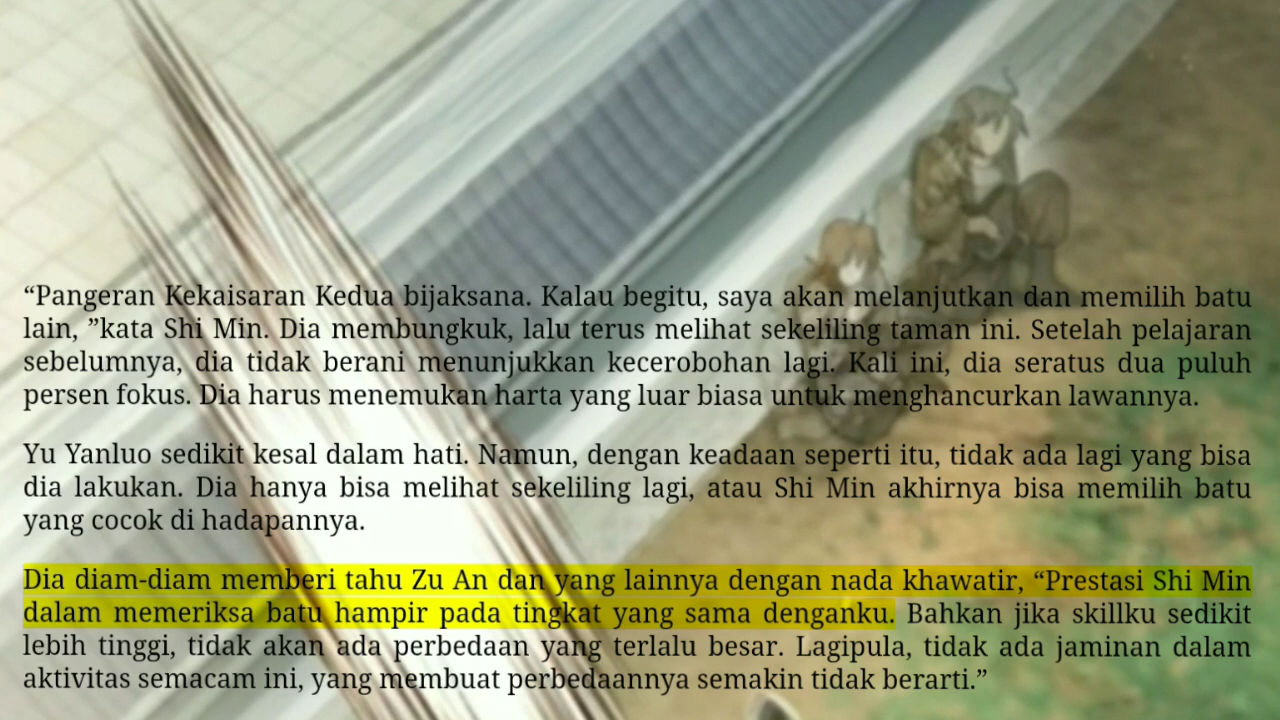 “Pangeran Kekaisaran Kedua bijaksana. Kalau begitu, saya akan melanjutkan dan memilih batu
lain, ”kata Shi Min. Dia membungkuk, lalu terus melihat sekeliling taman ini. Setelah pelajaran
sebelumnya, dia tidak berani menunjukkan kecerobohan lagi. Kali ini, dia seratus dua puluh
persen fokus. Dia harus menemukan harta yang luar biasa untuk menghancurkan lawannya.
Yu Yanluo sedikit kesal dalam hati. Namun, dengan keadaan seperti itu, tidak ada lagi yang bisa
dia lakukan. Dia hanya bisa melihat sekeliling lagi, atau Shi Min akhirnya bisa memilih batu
yang cocok di hadapannya.
Dia diam-diam memberi tahu Zu An dan yang lainnya dengan nada khawatir, “Prestasi Shi Min
dalam memeriksa batu hampir pada tingkat yang sama denganku. Bahkan jika skillku sedikit
lebih tinggi, tidak akan ada perbedaan yang terlalu besar. Lagipula, tidak ada jaminan dalam
aktivitas semacam ini, yang membuat perbedaannya semakin tidak berarti.”